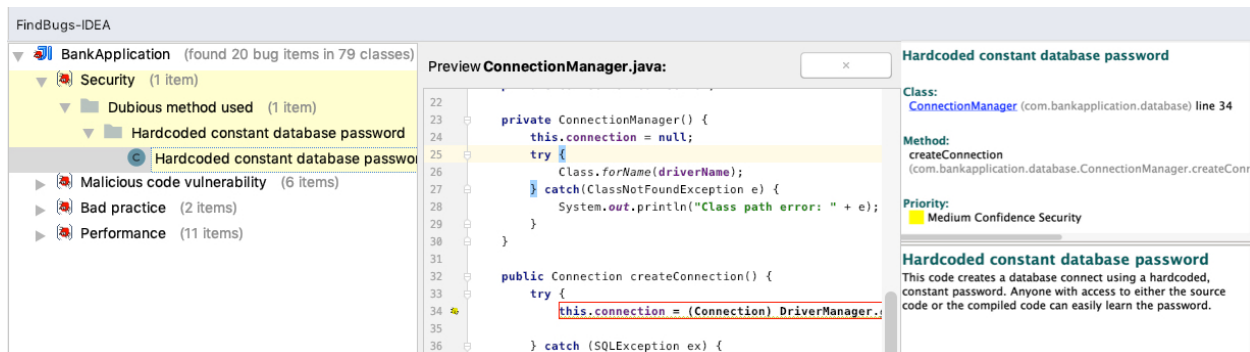 FindBugs-IDEA
BankApplication (found 20 bug items in 79 classes)
Security (1 item)
Dubious method used (1 item)
Hardcoded constant database password
Hardcoded constant database passwor
Malicious code vulnerability (6 items)
Bad practice (2 items)
Performance (11 items)
Preview ConnectionManager.java:
×
22
23 private ConnectionManager() {
24 this.connection = null;
25 try {
26 Class.forName(driverName);
27 } catch(ClassNotFoundException e) {
28 System.out.println("Class path error: " + e);
29 }
30 }
31
32 public Connection createConnection() {
33 try {
34 this.connection = (Connection) DriverManager.
35
36 } catch (SQLException ex) {
Hardcoded constant database password
Class:
ConnectionManager (com.bankapplication.database) line 34
Method:
createConnection
(com.bankapplication.database.ConnectionManager.createConr
Priority:
Medium Confidence Security
Hardcoded constant database password
This code creates a database connect using a hardcoded,
constant password. Anyone with access to either the source
code or the compiled code can easily learn the password.